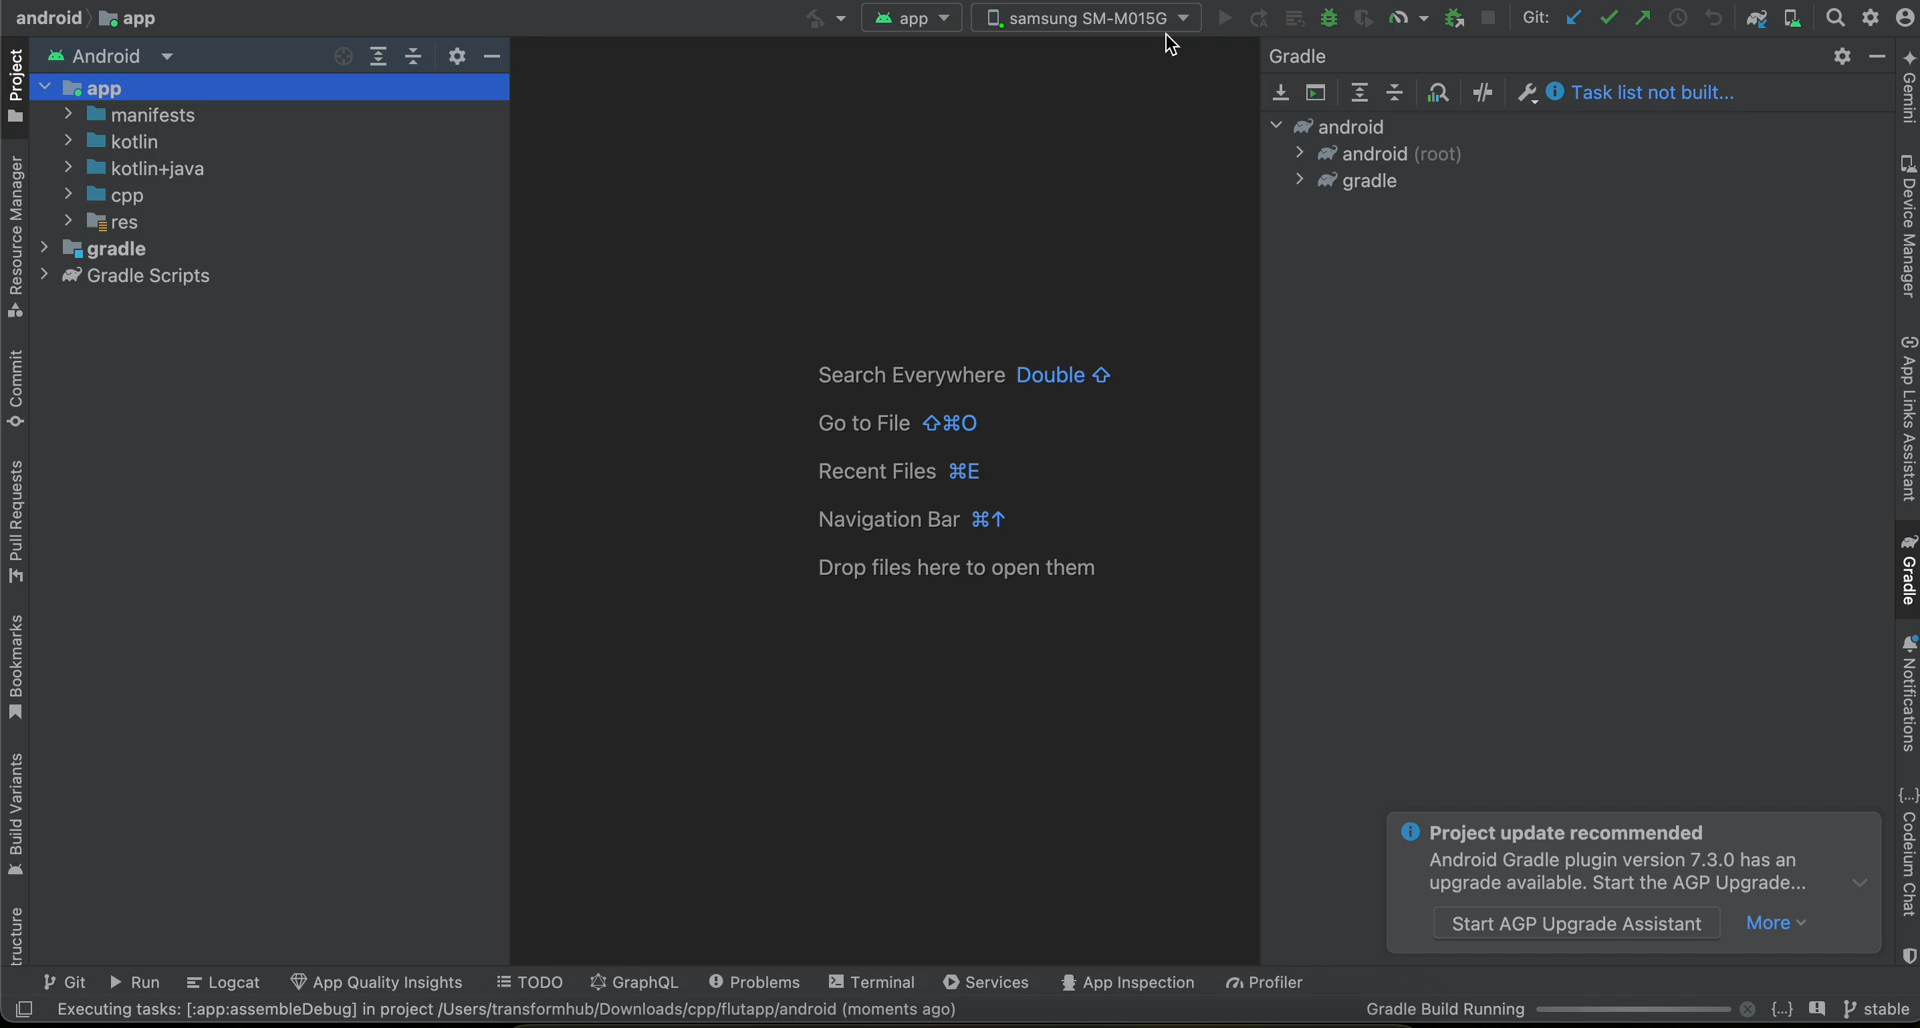 android app
app
samsung SM-M015G
Git:
Project
Android
app
manifests
kotlin
kotlin+java
cpp
res
gradle
Gradle Scripts
Resource Manager
Commit
Pull Requests
Bookmarks
Build Variants
tructure
Search Everywhere Double ⇧
Go to File ⇧⌘O
Recent Files ⌘E
Navigation Bar ⌘↑
Drop files here to open them
Gradle
Task list not built...
android
android (root)
gradle
Project update recommended
Android Gradle plugin version 7.3.0 has an
upgrade available. Start the AGP Upgrade...
Start AGP Upgrade Assistant More
Gemini
Device Manager
App Links Assistant
Gradle
Notifications
{...} Codeium Chat
Git Run Logcat App Quality Insights TODO GraphQL Problems Terminal Services App Inspection Profiler
Executing tasks: [:app:assembleDebug] in project /Users/transformhub/Downloads/cpp/flutapp/android (moments ago) Gradle Build Running {...} stable